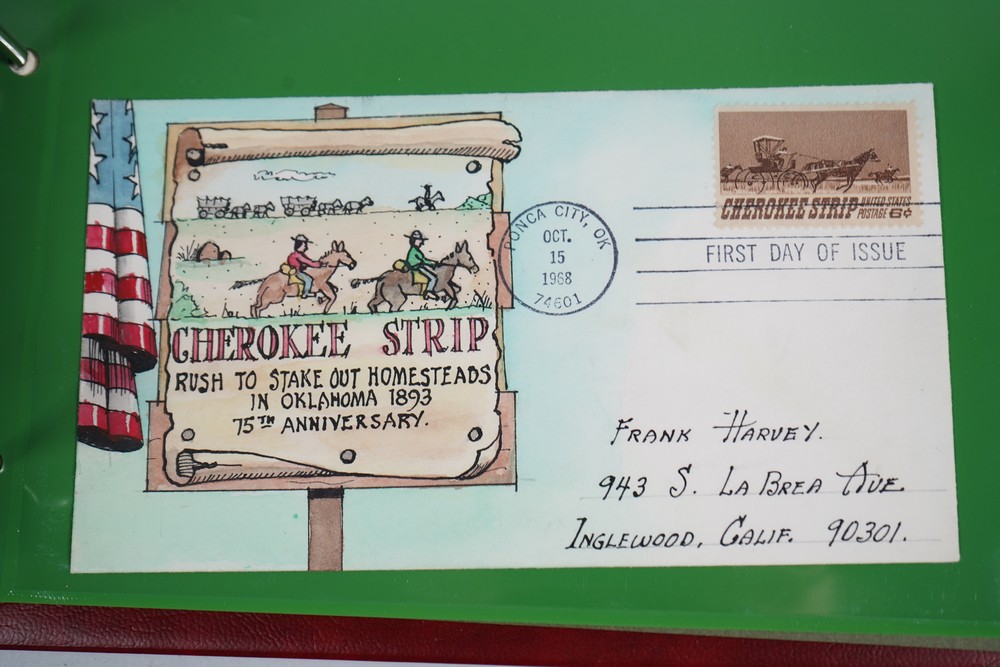 CHEROKEE STRIP
RUSH TO STAKE OUT HOMESTEADS
IN OKLAHOMA 1893
75TH ANNIVERSARY.
PONCA CITY, OK
OCT.
15
1968
74601
CHEROKEE STRIP UNITED STATES
POSTAGE 6¢
FIRST DAY OF ISSUE
FRANK HARVEY.
943 S. LA BREA AVE.
INGLEWOOD, CALIF. 90301.